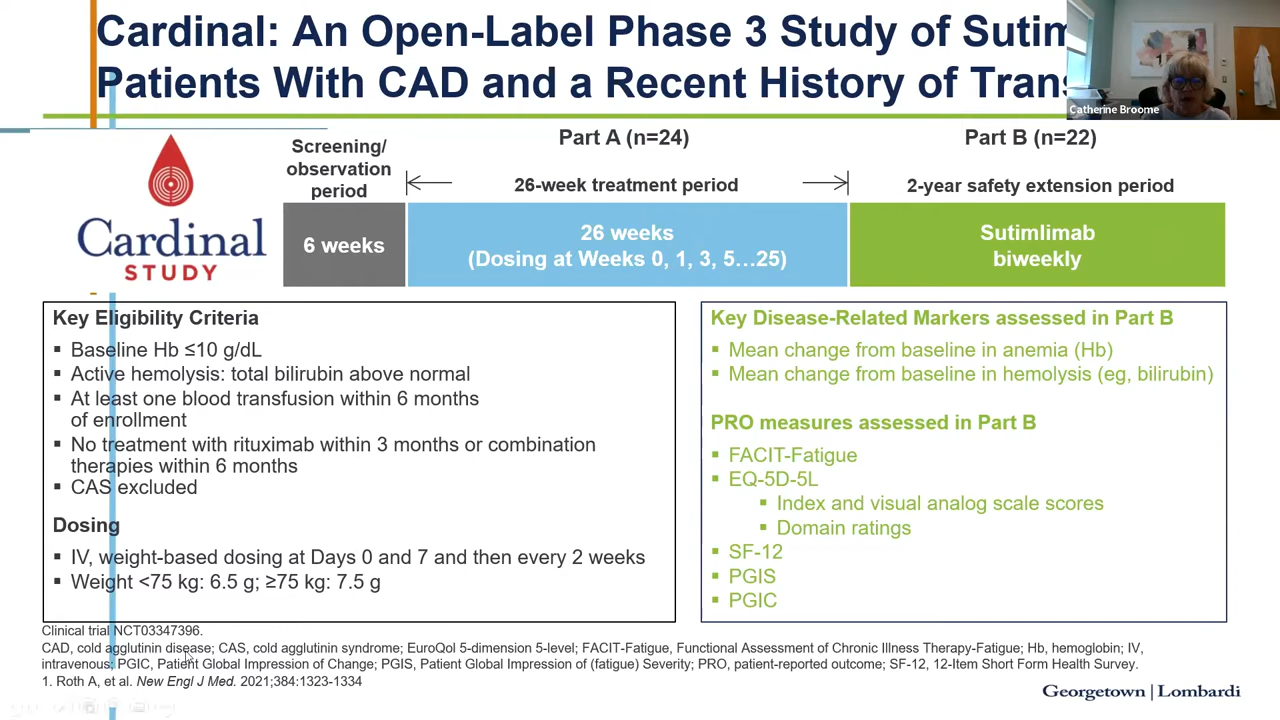 Cardinal: An Open-Label Phase 3 Study of Sutim
Patients With CAD and a Recent History of Trans
Catherine Broome
Cardinal
STUDY
Screening/
observation
period
Part A (n=24)
26-week treatment period
Part B (n=22)
2-year safety extension period
6 weeks
26 weeks
(Dosing at Weeks 0, 1, 3, 5…25)
Sutimlimab
biweekly
Key Eligibility Criteria
▪ Baseline Hb ≤10 g/dL
▪ Active hemolysis: total bilirubin above normal
▪ At least one blood transfusion within 6 months
of enrollment
▪ No treatment with rituximab within 3 months or combination
therapies within 6 months
▪ CAS excluded
Dosing
▪ IV, weight-based dosing at Days 0 and 7 and then every 2 weeks
▪ Weight <75 kg: 6.5 g; ≥75 kg: 7.5 g
Key Disease-Related Markers assessed in Part B
▪ Mean change from baseline in anemia (Hb)
▪ Mean change from baseline in hemolysis (eg, bilirubin)
PRO measures assessed in Part B
▪ FACIT-Fatigue
▪ EQ-5D-5L
▪ Index and visual analog scale scores
▪ Domain ratings
▪ SF-12
▪ PGIS
▪ PGIC
Clinical trial NCT03347396.
CAD, cold agglutinin disease; CAS, cold agglutinin syndrome; EuroQol 5-dimension 5-level; FACIT-Fatigue, Functional Assessment of Chronic Illness Therapy-Fatigue; Hb, hemoglobin; IV,
intravenous; PGIC, Patient Global Impression of Change; PGIS, Patient Global Impression of (fatigue) Severity; PRO, patient-reported outcome; SF-12, 12-Item Short Form Health Survey.
1. Roth A, et al. New Engl J Med. 2021;384:1323-1334
Georgetown | Lombardi